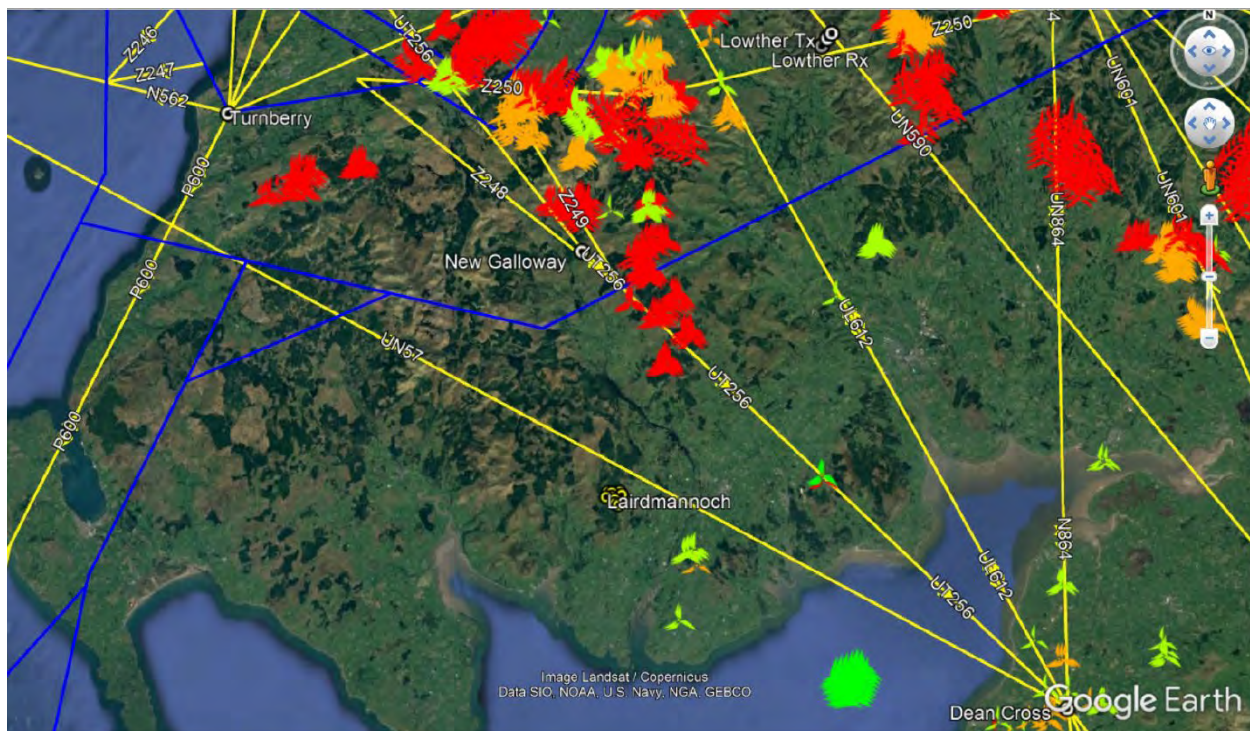 UT256
Z246
Z250
Lowther Tx
Lowther Rx
Z247
Z250
UN601
N562
Turnberry
UN590
P600
Z248
UN601
Z249
UN864
New Galloway
UT256
P600
UL612
UN57
UT256
P600
Lairdmannoch
N864
UL612
UT256
Image Landsat / Copernicus
Data SIO, NOAA, U.S. Navy, NGA, GEBCO
Google Earth
Dean Cross
N